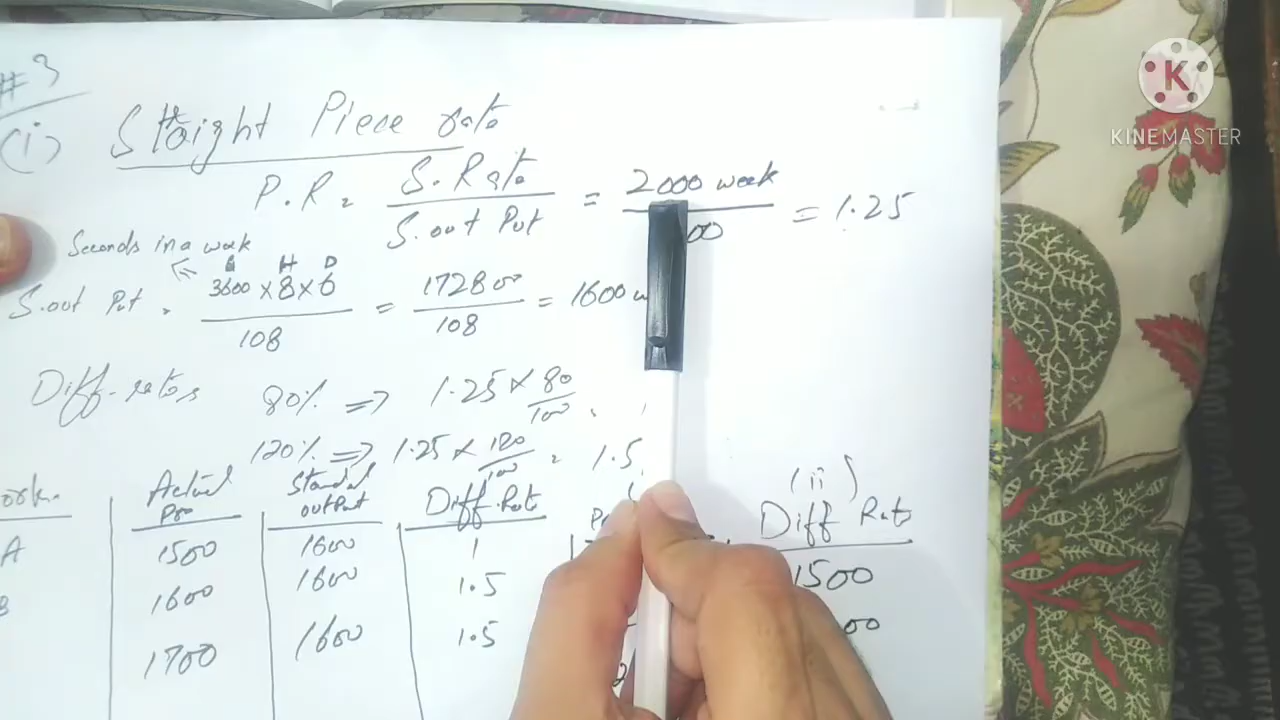 # 3
(i) Straight Piece rate
P.R = S. Rate / S. out Put = 2000 week / 00 = 1.25
Seconds in a week
H D
S. out Put = 3600 × 8 × 6 / 108 = 172800 / 108 = 1600
Diff. rates 80% => 1.25 × 80/100 =
120% => 1.25 × 120/100 = 1.5
Actual Pro Standad outPut Diff. Rate (ii) Diff Rate
A 1500 1600 1 1500
B 1600 1600 1.5 00
1700 1600 1.5
K
KINEMASTER